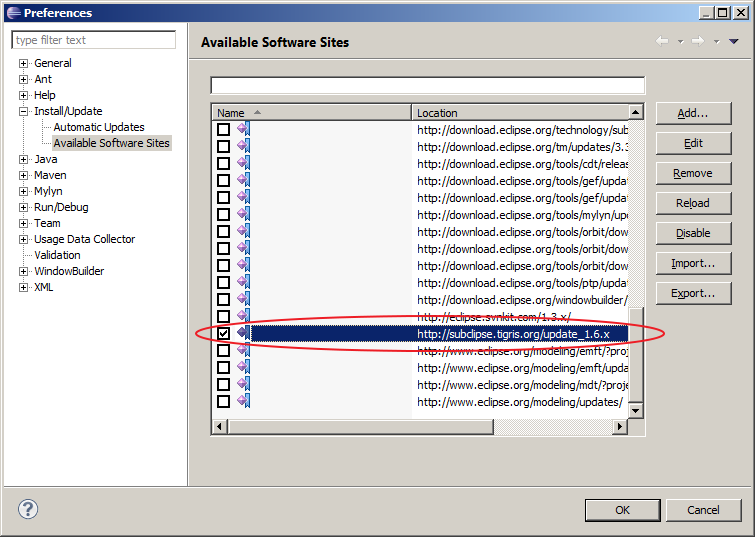 Preferences
type filter text
General
Ant
Help
Install/Update
Automatic Updates
Available Software Sites
Java
Maven
Mylyn
Run/Debug
Team
Usage Data Collector
Validation
WindowBuilder
XML
Available Software Sites
Name Location
http://download.eclipse.org/technology/sub
http://download.eclipse.org/tm/updates/3.3
http://download.eclipse.org/tools/cdt/releas
http://download.eclipse.org/tools/gef/updat
http://download.eclipse.org/tools/gef/updat
http://download.eclipse.org/tools/mylyn/upd
http://download.eclipse.org/tools/orbit/dow
http://download.eclipse.org/tools/orbit/dow
http://download.eclipse.org/tools/orbit/dow
http://download.eclipse.org/tools/ptp/updat
http://download.eclipse.org/windowbuilder/
http://eclipse.svnkit.com/1.3.x/
http://subclipse.tigris.org/update_1.6.x
http://www.eclipse.org/modeling/emft/?proje
http://www.eclipse.org/modeling/emft/updat
http://www.eclipse.org/modeling/mdt/?projec
http://www.eclipse.org/modeling/updates/
Add...
Edit
Remove
Reload
Disable
Import...
Export...
?
OK
Cancel